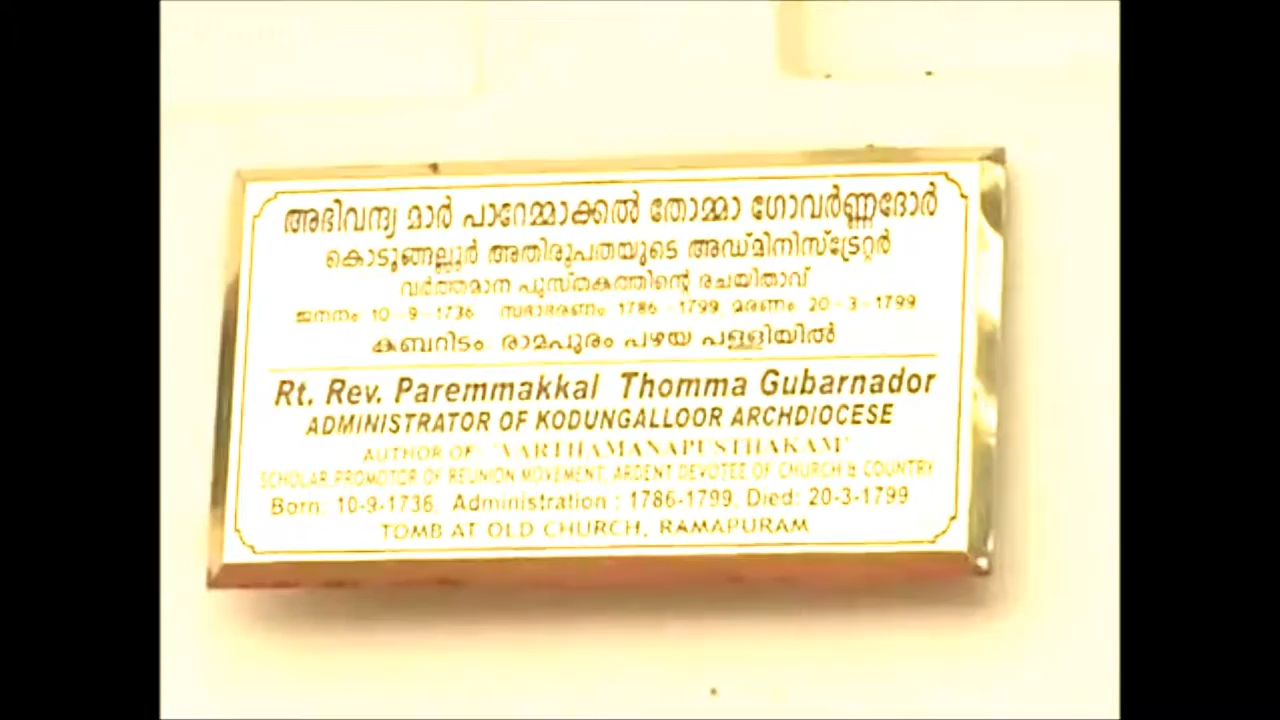 അഭിവന്ദ്യ മാർ പാറേമ്മാക്കൽ തോമ്മാ ഗോവർണ്ണദോർ
കൊടുങ്ങല്ലൂർ അതിരൂപതയുടെ അഡ്മിനിസ്ട്രേറ്റർ
വർത്തമാന പുസ്തകത്തിന്റെ രചയിതാവ്
ജനനം 10-9-1736 സഭാഭരണം 1786-1799, മരണം 20-3-1799
കബറിടം രാമപുരം പഴയ പള്ളിയിൽ
Rt. Rev. Paremmakkal Thomma Gubarnador
ADMINISTRATOR OF KODUNGALLOOR ARCHDIOCESE
AUTHOR OF: 'VARTHAMANAPUSTHAKAM'
SCHOLAR, PROMOTOR OF REUNION MOVEMENT, ARDENT DEVOTEE OF CHURCH & COUNTRY
Born: 10-9-1736, Administration : 1786-1799, Died: 20-3-1799
TOMB AT OLD CHURCH, RAMAPURAM